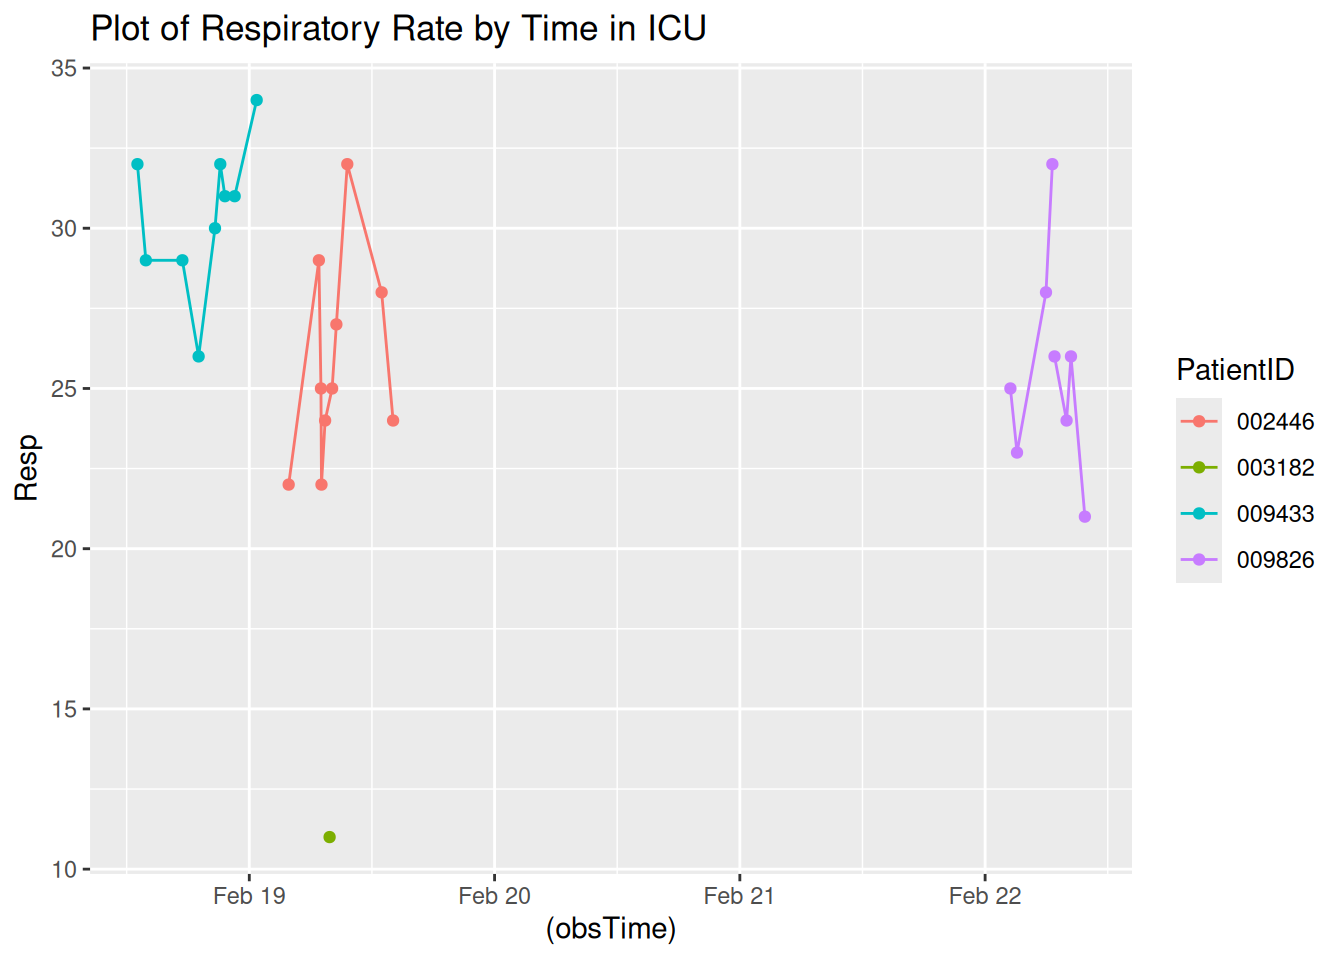 Plot of Respiratory Rate by Time in ICU
35
30
25
20
15
10
Resp
Feb 19
Feb 20
Feb 21
Feb 22
(obsTime)
PatientID
002446
003182
009433
009826